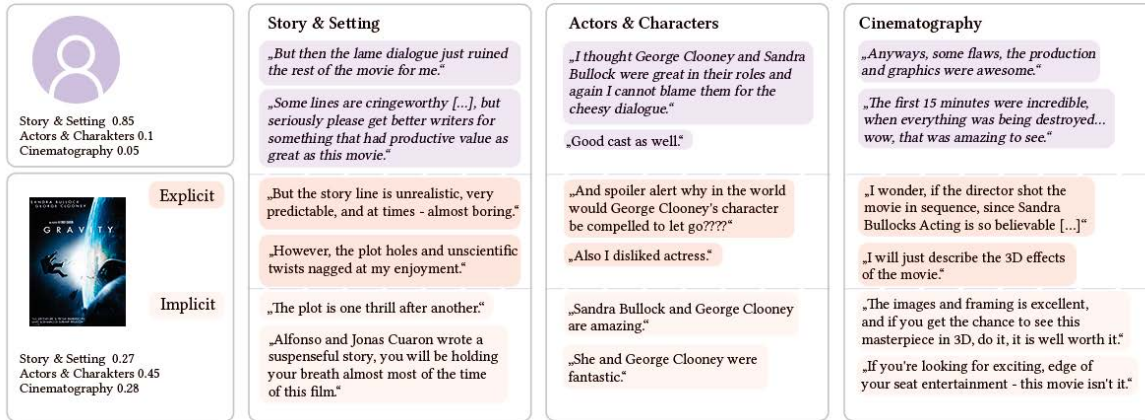 Story & Setting 0.85
Actors & Charakters 0.1
Cinematography 0.05
Explicit
SANDRA BULLOCK
GEORGE CLOONEY
GRAVITY
Implicit
Story & Setting 0.27
Actors & Charakters 0.45
Cinematography 0.28
Story & Setting
„But then the lame dialogue just ruined
the rest of the movie for me.“
„Some lines are cringeworthy [...], but
seriously please get better writers for
something that had productive value as
great as this movie.“
„But the story line is unrealistic, very
predictable, and at times - almost boring.“
„However, the plot holes and unscientific
twists nagged at my enjoyment.“
„The plot is one thrill after another.“
„Alfonso and Jonas Cuaron wrote a
suspenseful story, you will be holding
your breath almost most of the time
of this film.“
Actors & Characters
„I thought George Clooney and Sandra
Bullock were great in their roles and
again I cannot blame them for the
cheesy dialogue.“
„Good cast as well.“
„And spoiler alert why in the world
would George Clooney's character
be compelled to let go????“
„Also I disliked actress.“
„Sandra Bullock and George Clooney
are amazing.“
„She and George Clooney were
fantastic.“
Cinematography
„Anyways, some flaws, the production
and graphics were awesome.“
„The first 15 minutes were incredible,
when everything was being destroyed...
wow, that was amazing to see.“
„I wonder, if the director shot the
movie in sequence, since Sandra
Bullocks Acting is so believable [...]“
„I will just describe the 3D effects
of the movie.“
„The images and framing is excellent,
and if you get the chance to see this
masterpiece in 3D, do it, it is well worth it.“
„If you're looking for exciting, edge of
your seat entertainment - this movie isn't it.“